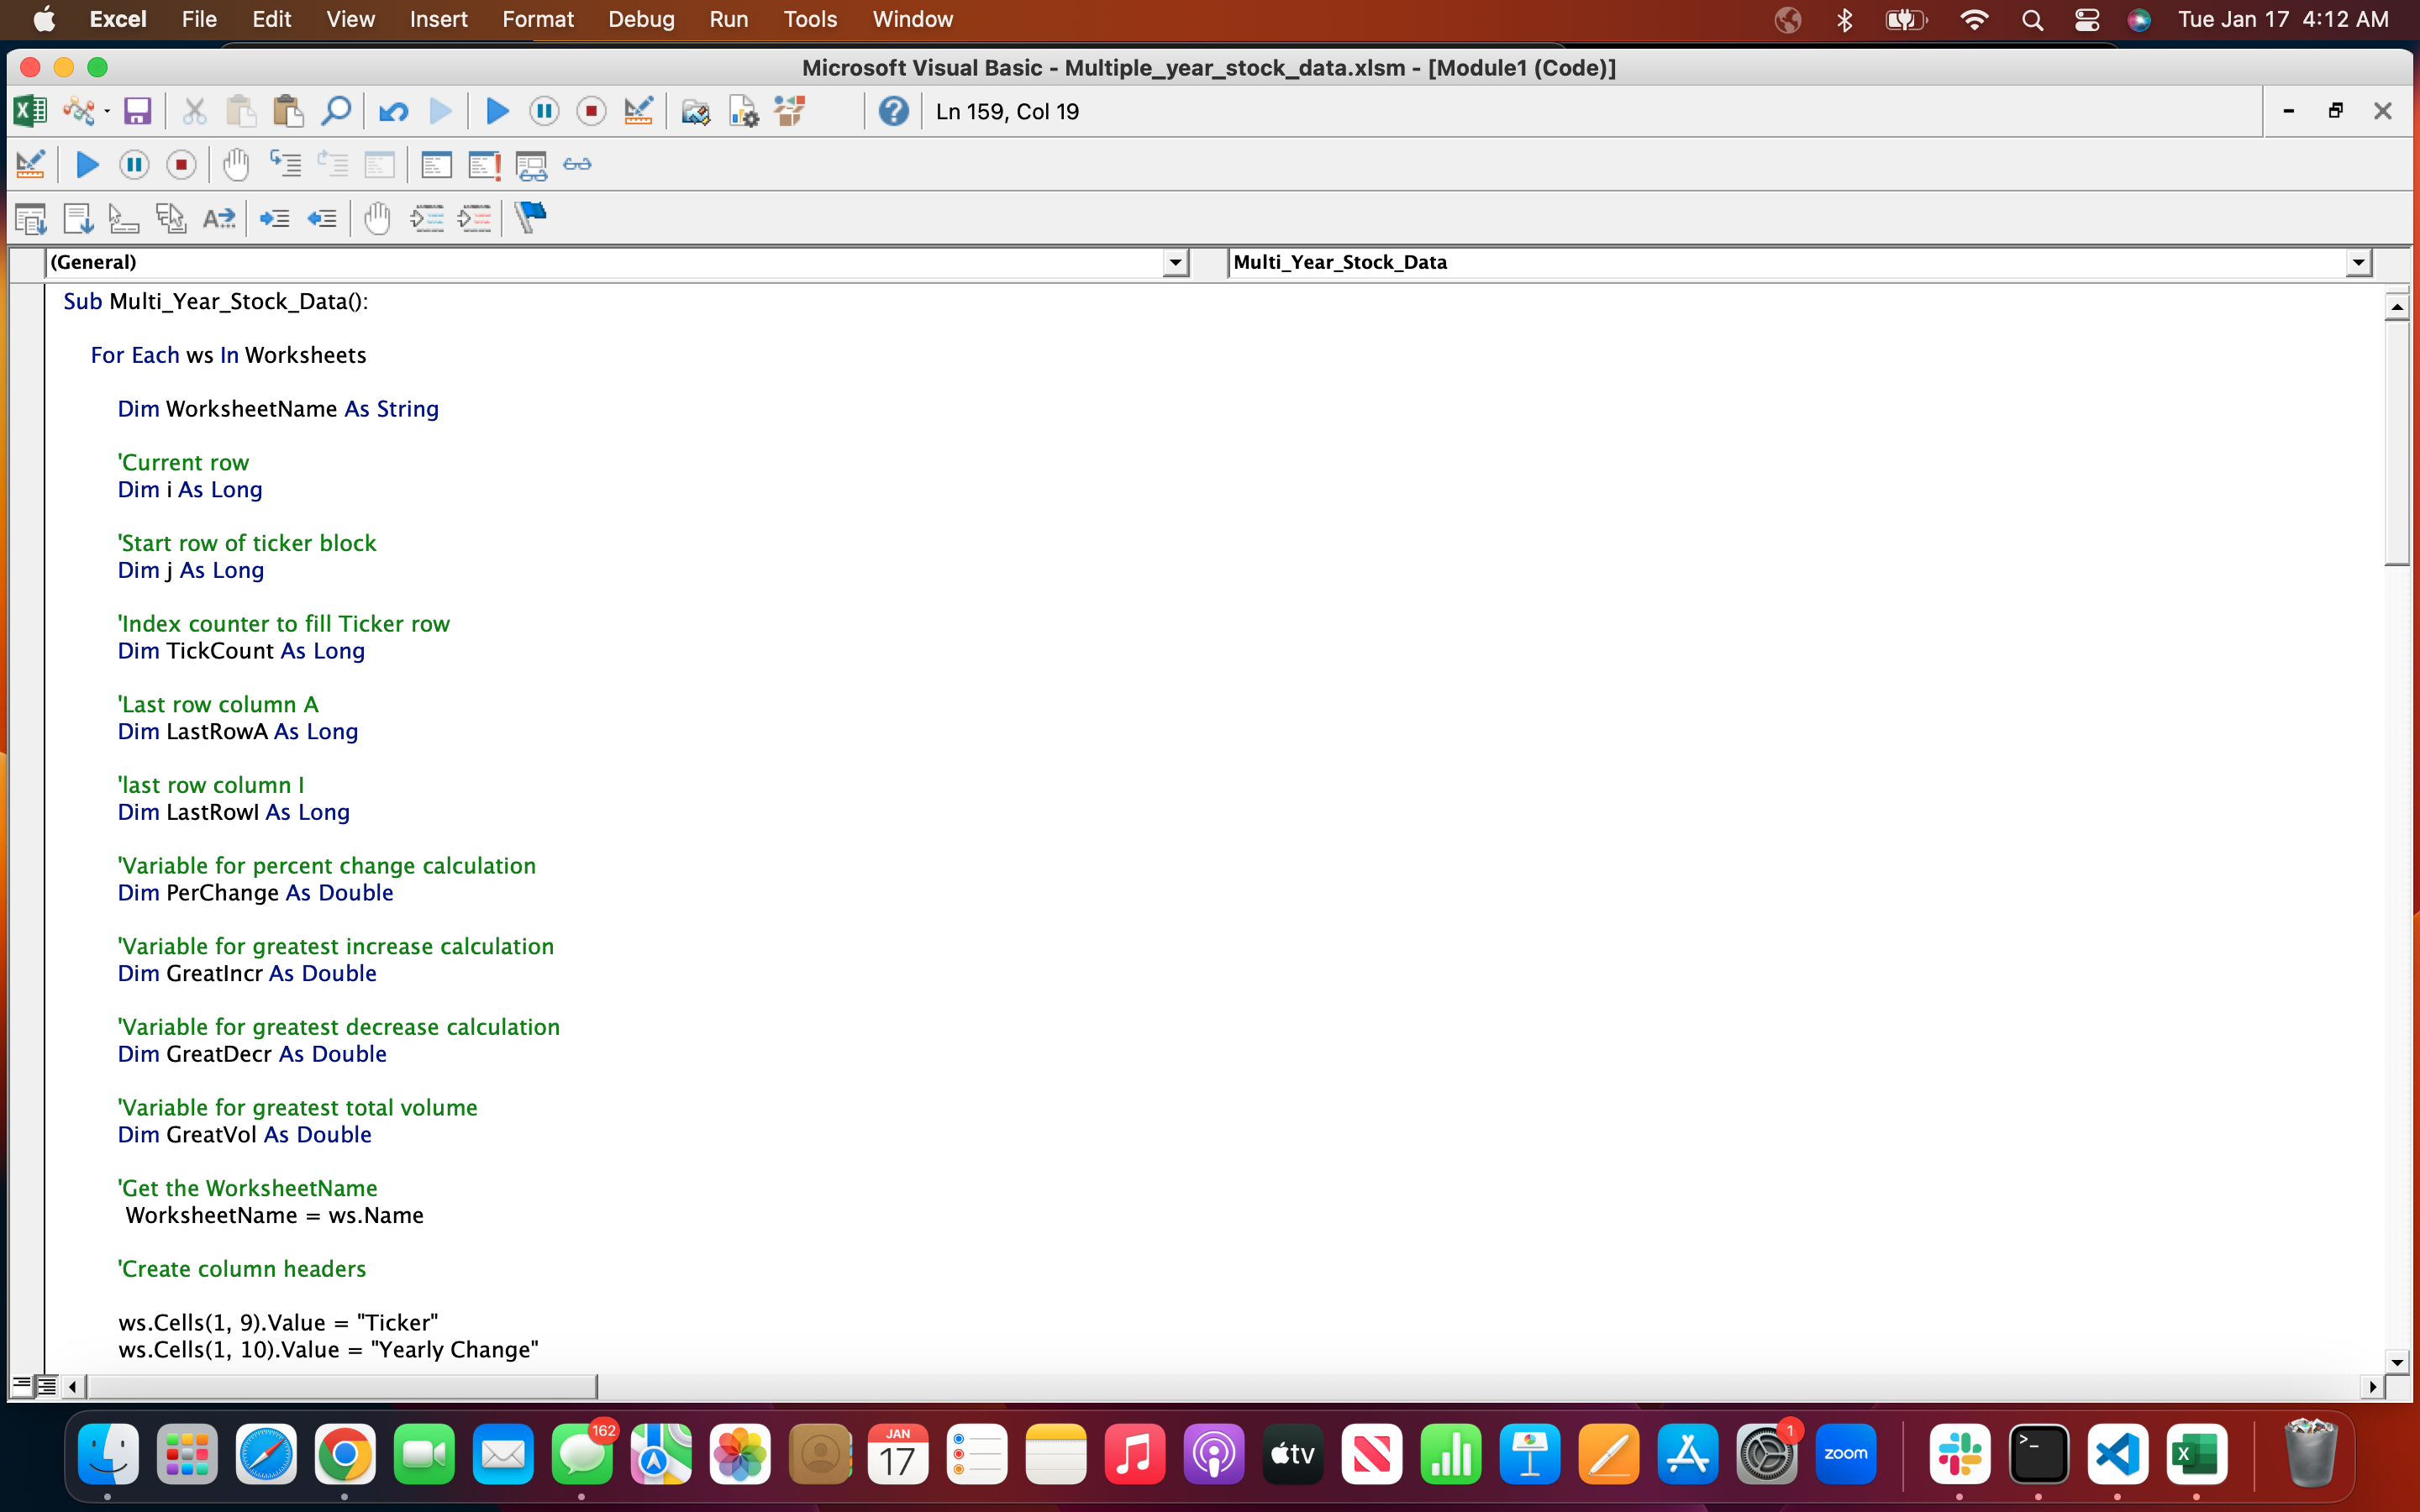 Excel File Edit View Insert Format Debug Run Tools Window Tue Jan 17 4:12 AM
Microsoft Visual Basic - Multiple_year_stock_data.xlsm - [Module1 (Code)]
Ln 159, Col 19
(General) Multi_Year_Stock_Data
Sub Multi_Year_Stock_Data():
For Each ws In Worksheets
Dim WorksheetName As String
'Current row
Dim i As Long
'Start row of ticker block
Dim j As Long
'Index counter to fill Ticker row
Dim TickCount As Long
'Last row column A
Dim LastRowA As Long
'last row column I
Dim LastRowI As Long
'Variable for percent change calculation
Dim PerChange As Double
'Variable for greatest increase calculation
Dim GreatIncr As Double
'Variable for greatest decrease calculation
Dim GreatDecr As Double
'Variable for greatest total volume
Dim GreatVol As Double
'Get the WorksheetName
WorksheetName = ws.Name
'Create column headers
ws.Cells(1, 9).Value = "Ticker"
ws.Cells(1, 10).Value = "Yearly Change"
162 JAN 17 tv 1 zoom